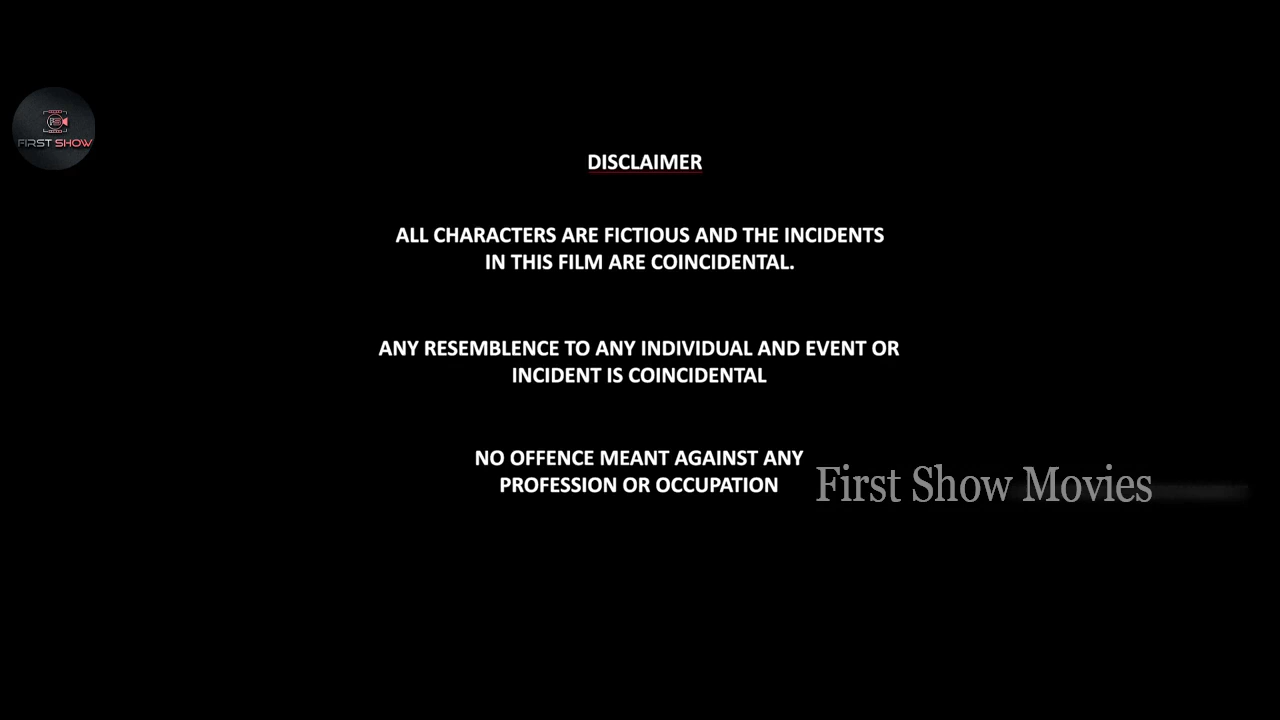 FIRST SHOW
DISCLAIMER
ALL CHARACTERS ARE FICTIOUS AND THE INCIDENTS
IN THIS FILM ARE COINCIDENTAL.
ANY RESEMBLENCE TO ANY INDIVIDUAL AND EVENT OR
INCIDENT IS COINCIDENTAL
NO OFFENCE MEANT AGAINST ANY
PROFESSION OR OCCUPATION
First Show Movies